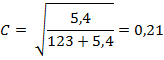 C = √(5,4 / (123 + 5,4)) = 0,21